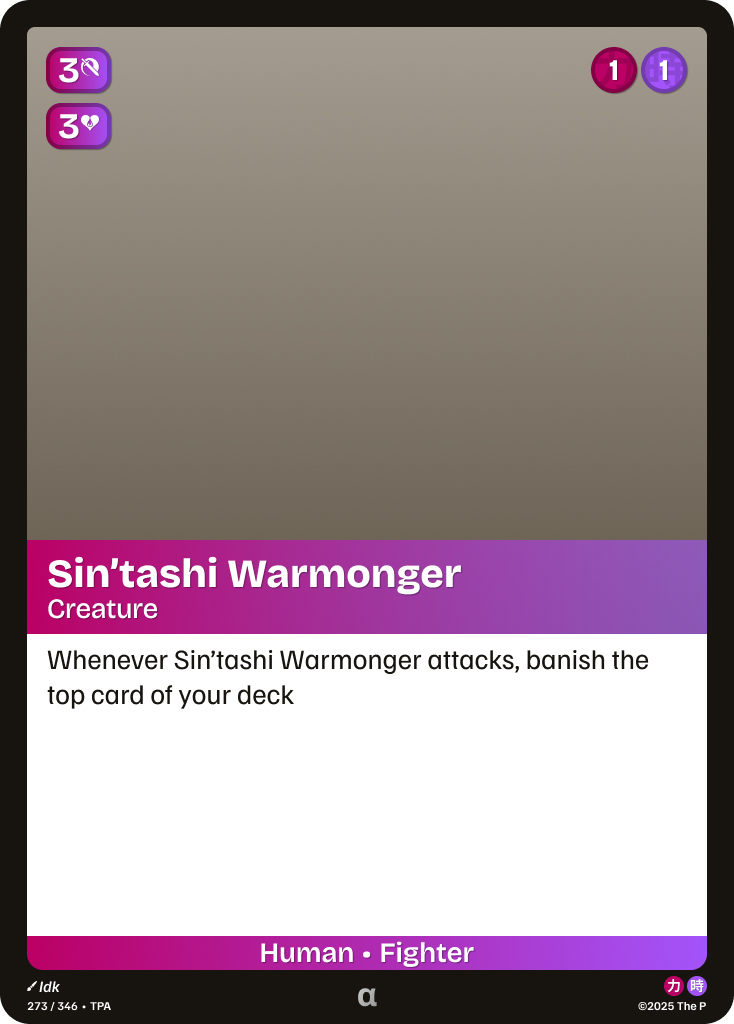 3
1 1
3
Sin’tashi Warmonger
Creature
Whenever Sin’tashi Warmonger attacks, banish the
top card of your deck
Human • Fighter
Idk
力 時
273 / 346 • TPA
α
©2025 The P